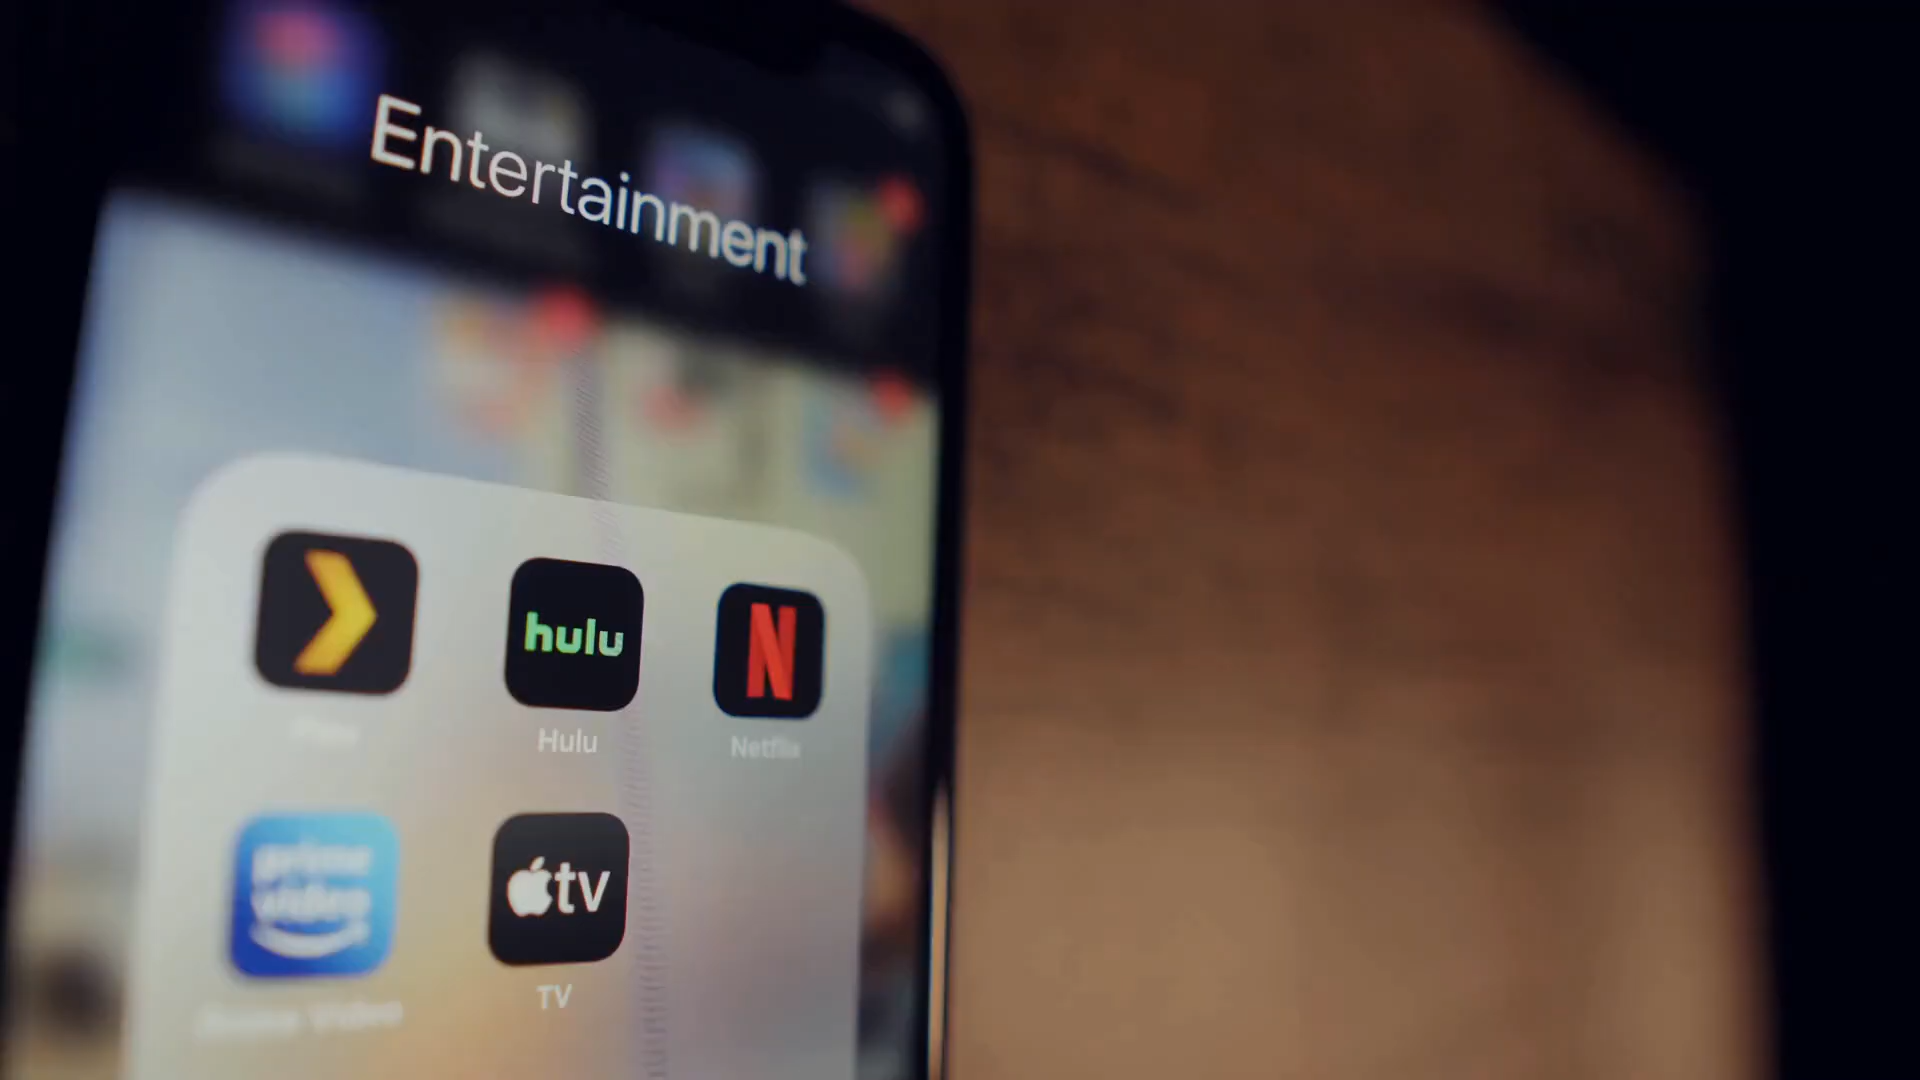 Entertainment
hulu
N
Hulu
Netflix
prime
video
tv
TV